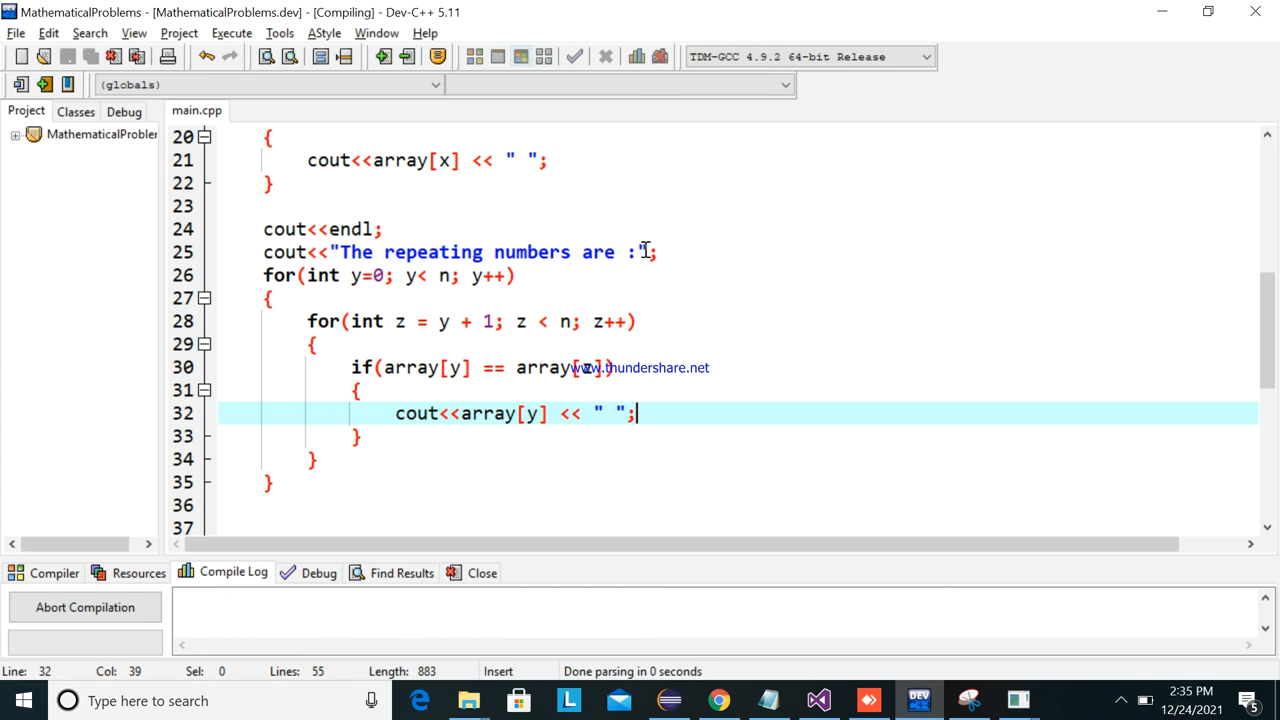 MathematicalProblems - [MathematicalProblems.dev] - [Compiling] - Dev-C++ 5.11
File Edit Search View Project Execute Tools AStyle Window Help
TDM-GCC 4.9.2 64-bit Release
(globals)
Project Classes Debug main.cpp
MathematicalProbler
20 {
21 cout<<array[x] << " ";
22 }
23
24 cout<<endl;
25 cout<<"The repeating numbers are :";
26 for(int y=0; y< n; y++)
27 {
28 for(int z = y + 1; z < n; z++)
29 {
30 if(array[y] == array[z])
www.thundershare.net
31 {
32 cout<<array[y] << " ";
33 }
34 }
35 }
36
37
Compiler Resources Compile Log Debug Find Results Close
Abort Compilation
Line: 32 Col: 39 Sel: 0 Lines: 55 Length: 883 Insert Done parsing in 0 seconds
Type here to search
L
DEV
2:35 PM
12/24/2021
5